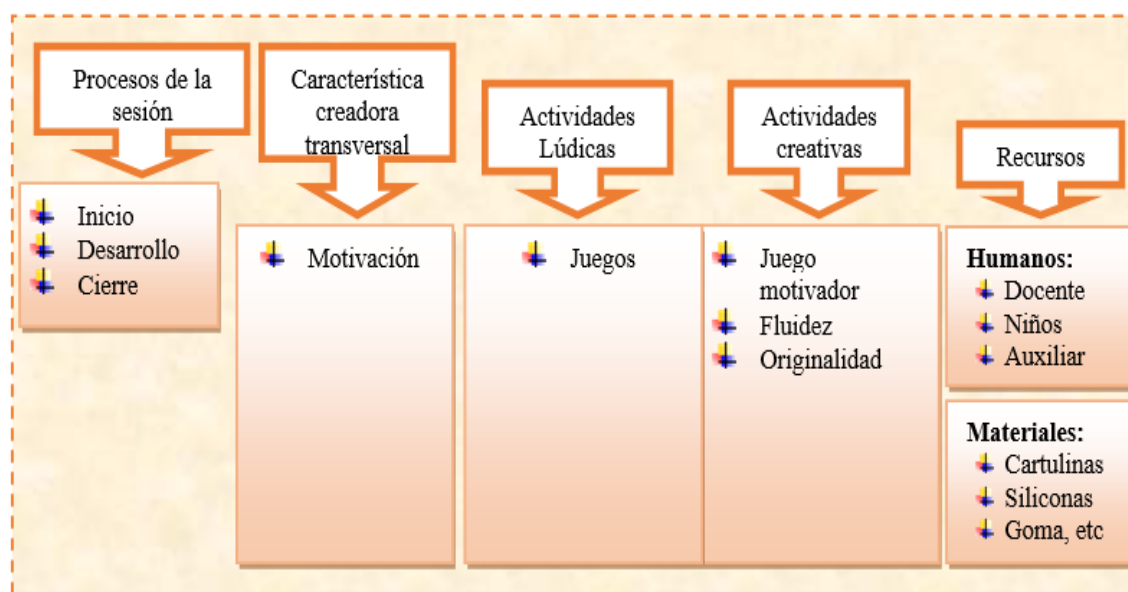 Procesos de la
sesión
Inicio
Desarrollo
Cierre
Característica
creadora
transversal
Motivación
Actividades
Lúdicas
Juegos
Actividades
creativas
Juego
motivador
Fluidez
Originalidad
Recursos
Humanos:
Docente
Niños
Auxiliar
Materiales:
Cartulinas
Siliconas
Goma, etc